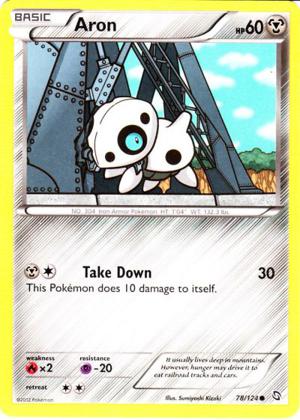 BASIC
Aron
HP60
NO. 304 Iron Armor Pokémon HT: 1'04" WT: 132.3 lbs.
Take Down 30
This Pokémon does 10 damage to itself.
weakness resistance
×2 -20
retreat
It usually lives deep in mountains.
However, hunger may drive it to
eat railroad tracks and cars.
©2012 Pokémon
Illus. Sumiyoshi Kizuki
78/124